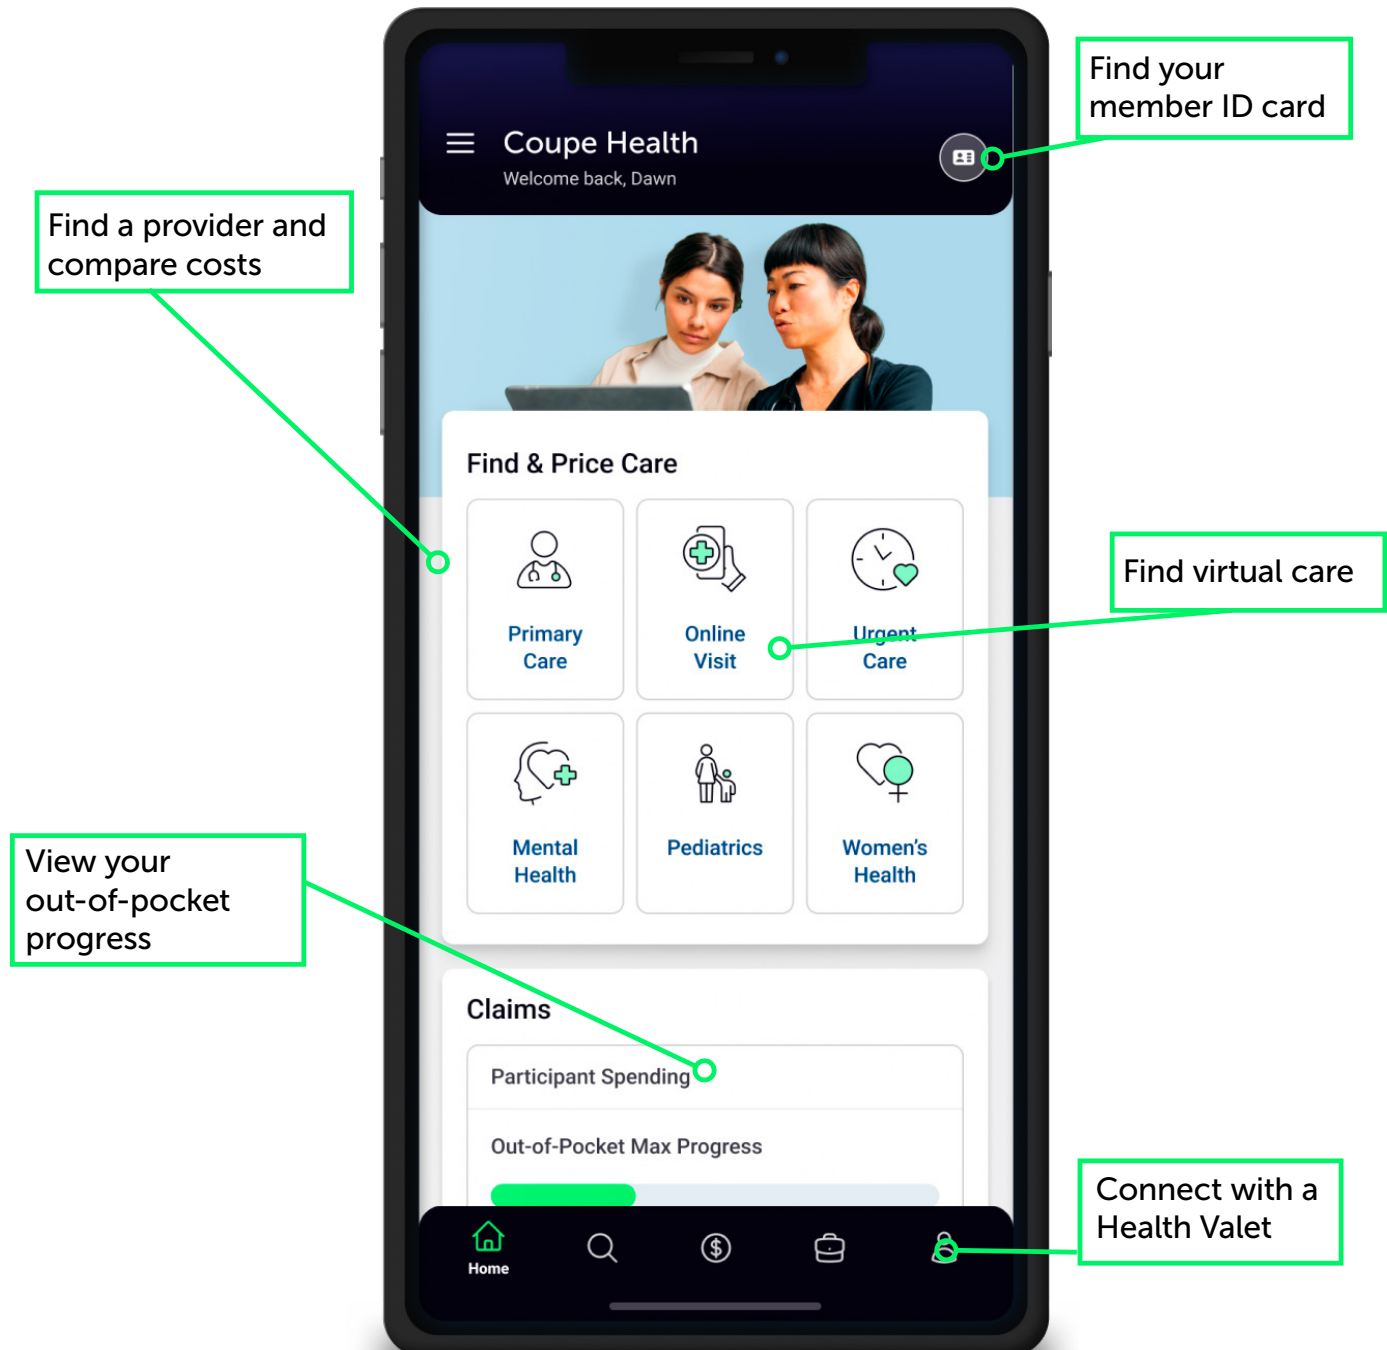 Find your
member ID card
Coupe Health
Welcome back, Dawn
Find a provider and
compare costs
Find & Price Care
Primary
Care
Online
Visit
Urgent
Care
Find virtual care
Mental
Health
Pediatrics
Women's
Health
View your
out-of-pocket
progress
Claims
Participant Spending
Out-of-Pocket Max Progress
Connect with a
Health Valet
Home